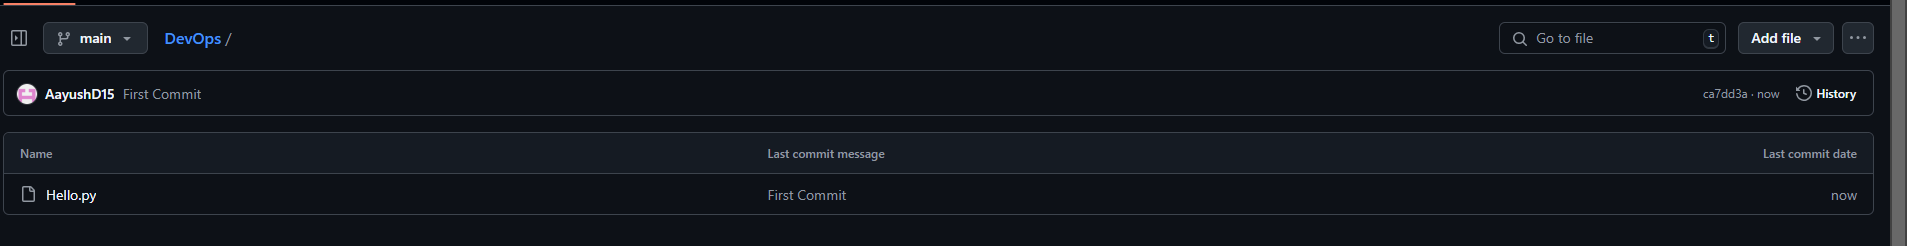 main DevOps / Go to file t Add file ...
AayushD15 First Commit ca7dd3a · now History
Name Last commit message Last commit date
Hello.py First Commit now